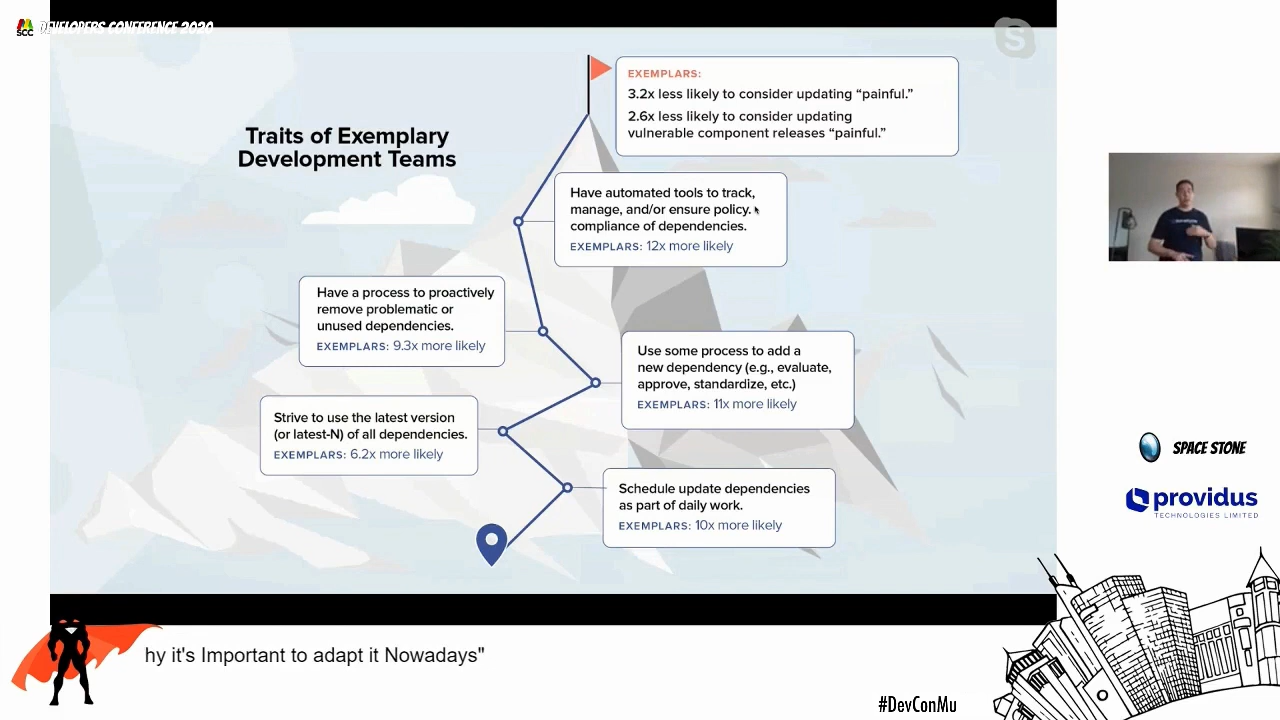 SCC
DEVELOPERS CONFERENCE 2020
Traits of Exemplary
Development Teams
EXEMPLARS:
3.2x less likely to consider updating “painful.”
2.6x less likely to consider updating
vulnerable component releases “painful.”
Have automated tools to track,
manage, and/or ensure policy.
compliance of dependencies.
EXEMPLARS: 12x more likely
Have a process to proactively
remove problematic or
unused dependencies.
EXEMPLARS: 9.3x more likely
Use some process to add a
new dependency (e.g., evaluate,
approve, standardize, etc.)
EXEMPLARS: 11x more likely
Strive to use the latest version
(or latest-N) of all dependencies.
EXEMPLARS: 6.2x more likely
Schedule update dependencies
as part of daily work.
EXEMPLARS: 10x more likely
SPACE STONE
providus
TECHNOLOGIES LIMITED
hy it's Important to adapt it Nowadays"
#DevConMu